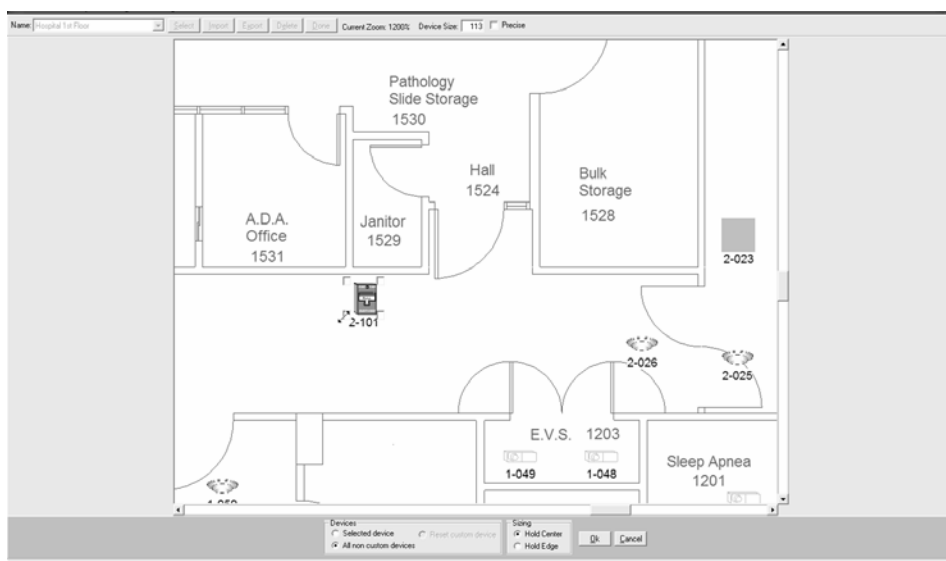 Name: Hospital 1st Floor Select Import Export Delete Done Current Zoom: 1200% Device Size: 113 Precise
Pathology
Slide Storage
1530
Hall
1524
Bulk
Storage
1528
A.D.A.
Office
1531
Janitor
1529
2-023
2-101
2-026
2-025
E.V.S. 1203
1-049
1-048
Sleep Apnea
1201
1-050
Devices
Selected device
Reset custom device
All non custom devices
Sizing
Hold Center
Hold Edge
Ok
Cancel